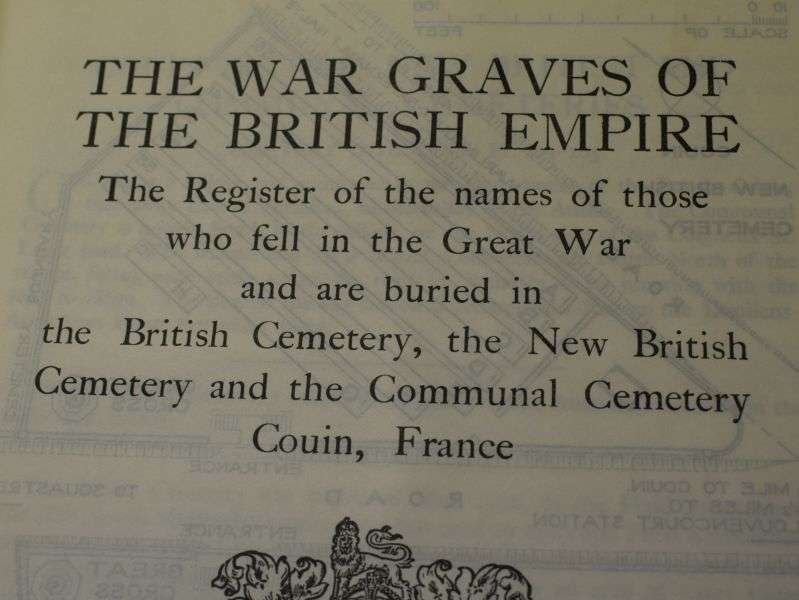 THE WAR GRAVES OF
THE BRITISH EMPIRE
The Register of the names of those
who fell in the Great War
and are buried in
the British Cemetery, the New British
Cemetery and the Communal Cemetery
Couin, France